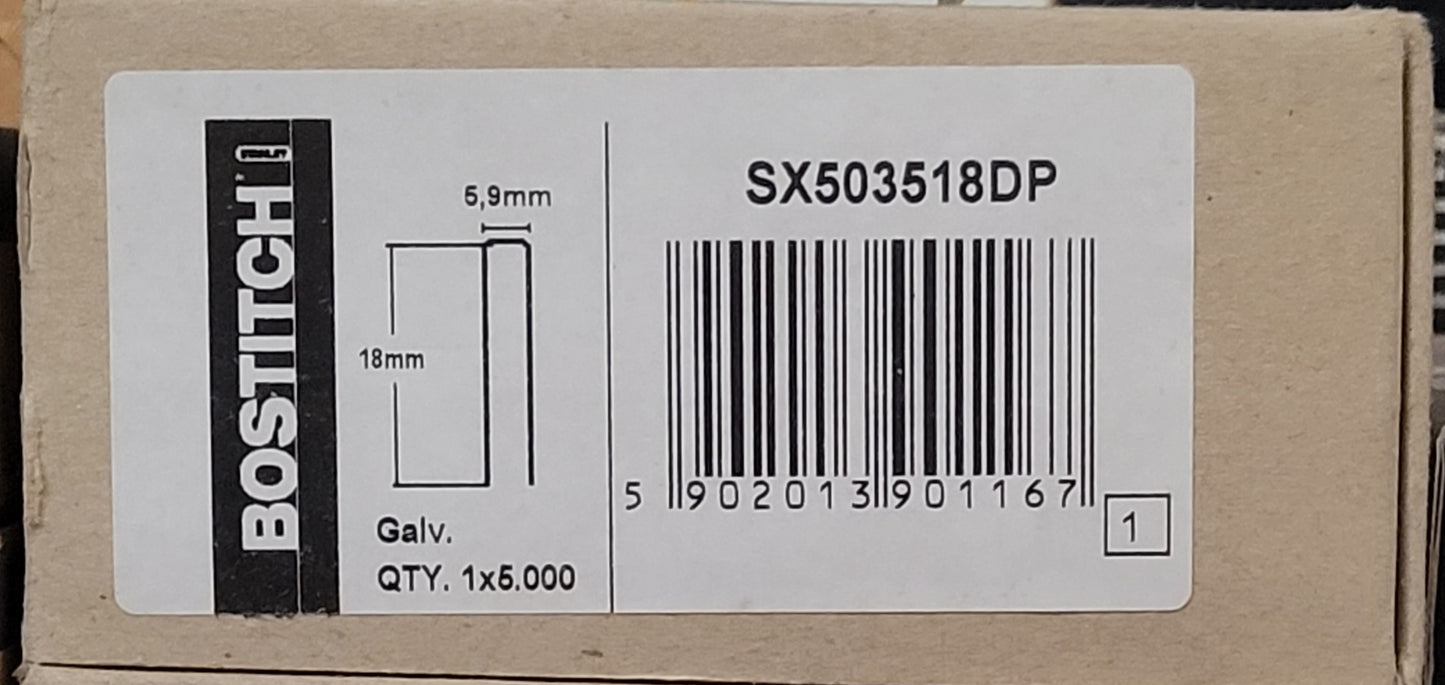 BOSTITCH
STANLEY
5,9mm
18mm
Galv.
QTY. 1x5.000
SX503518DP
5 902013 901167
1